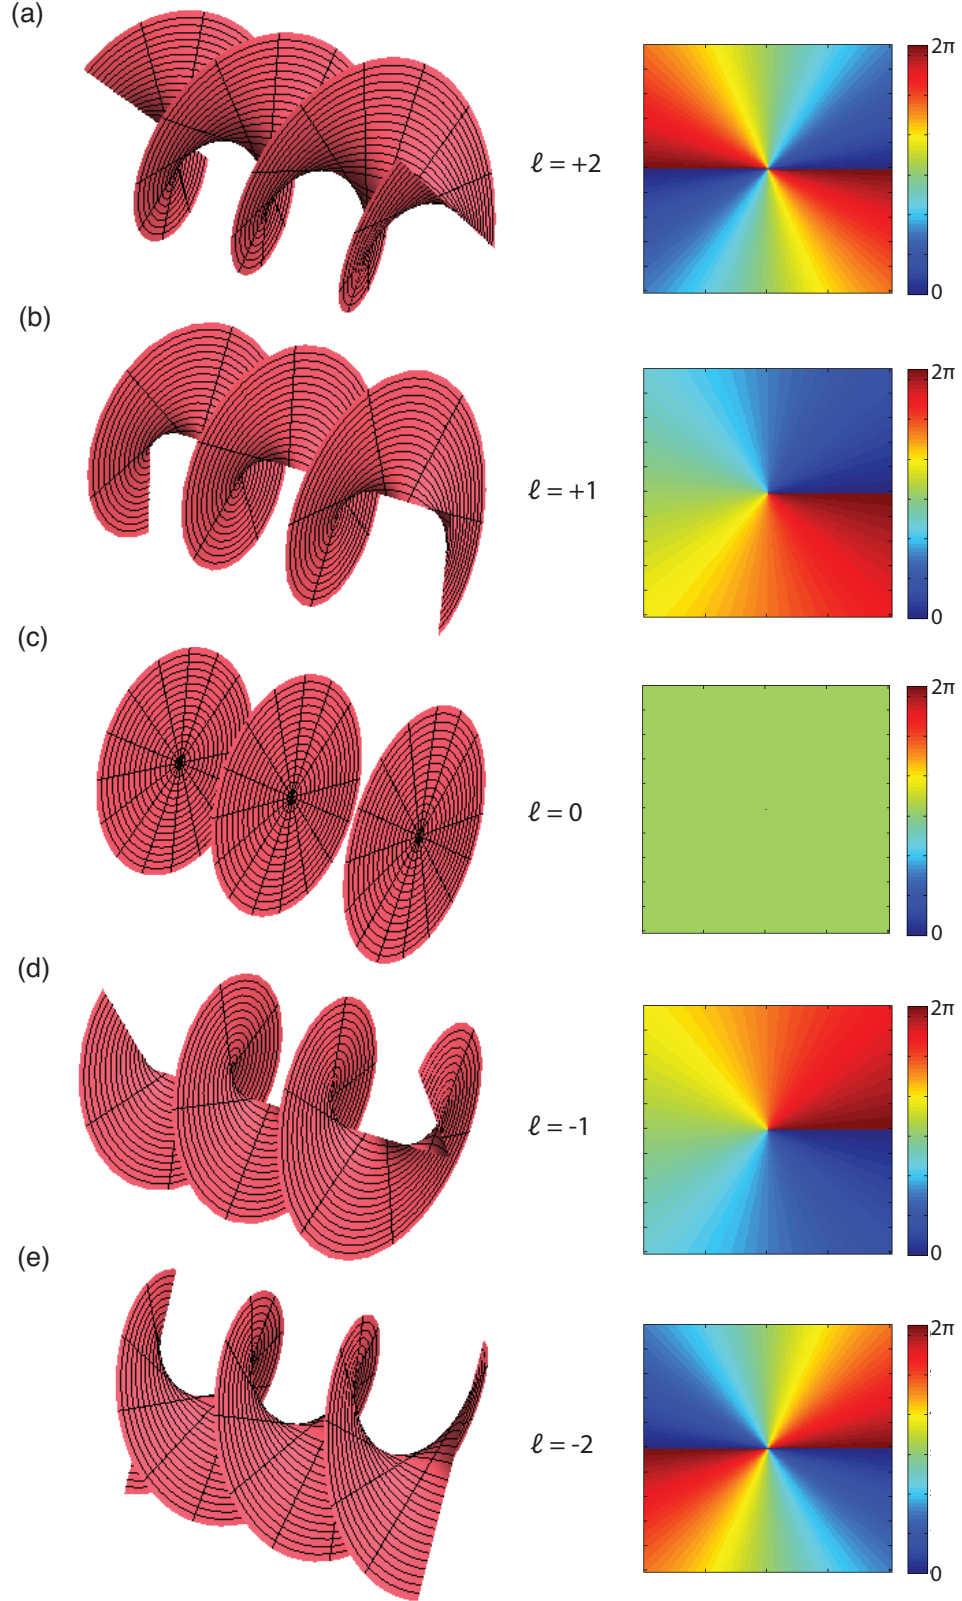 (a)
2π
ℓ = +2
0
(b)
2π
ℓ = +1
0
(c)
2π
ℓ = 0
0
(d)
2π
ℓ = -1
0
(e)
2π
ℓ = -2
0